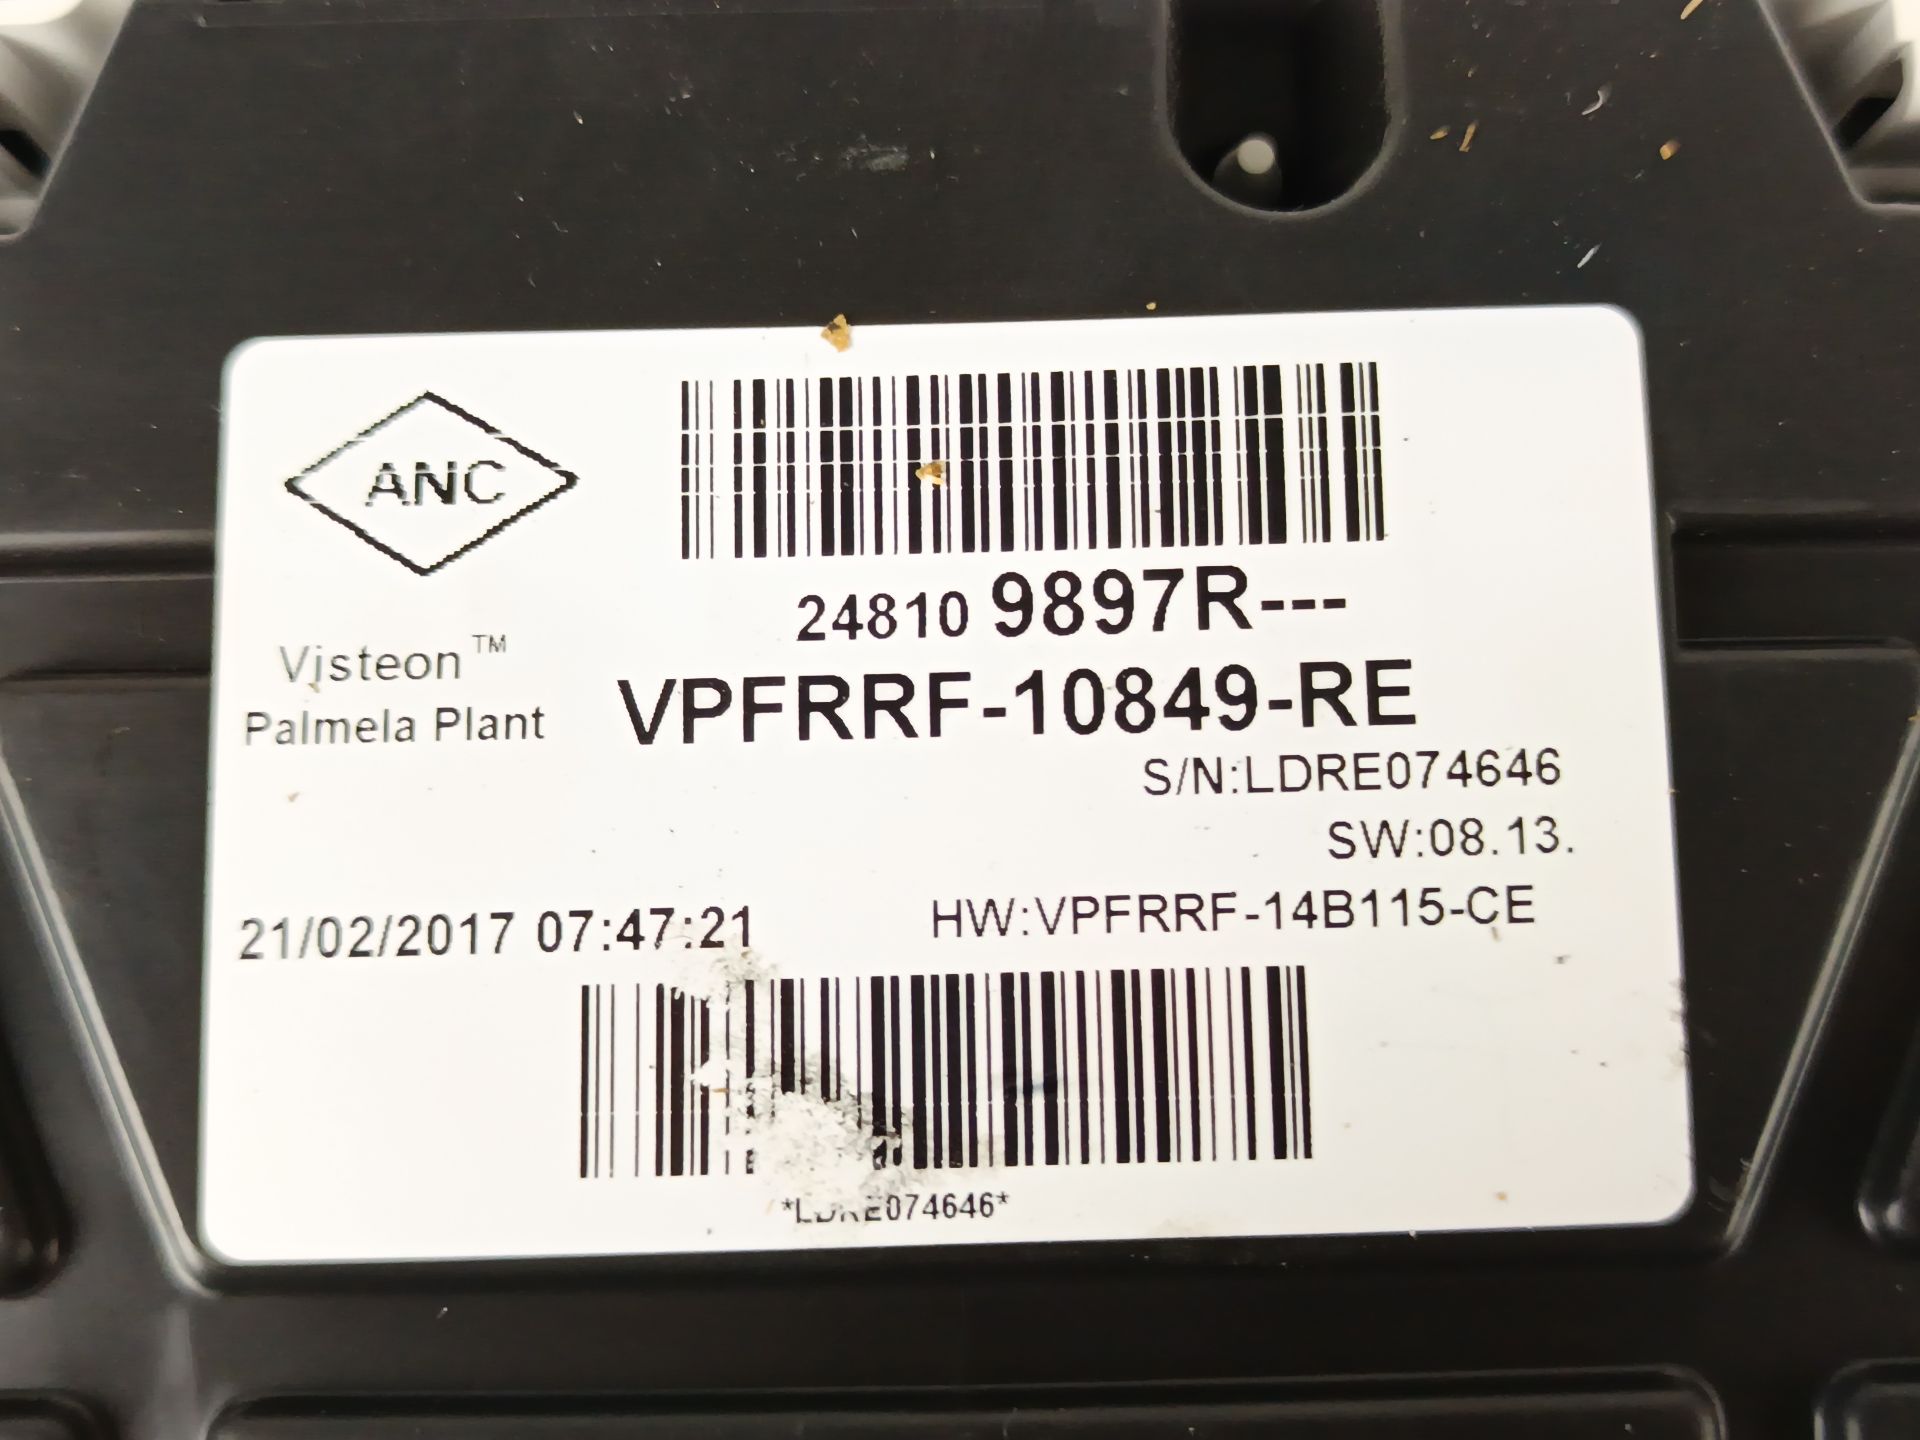 ANC
24810 9897R---
Visteon™
Palmela Plant
VPFRRF-10849-RE
S/N:LDRE074646
SW:08.13.
21/02/2017 07:47:21
HW:VPFRRF-14B115-CE
*LDRE074646*